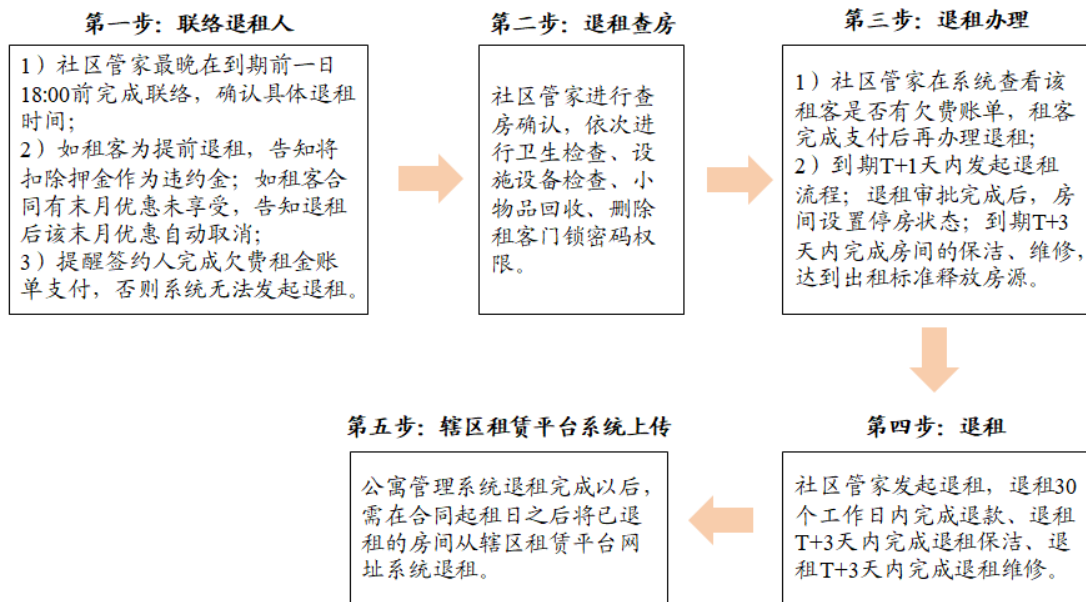 第一步：联络退租人
1）社区管家最晚在到期前一日
18:00前完成联络，确认具体退租
时间；
2）如租客为提前退租，告知将
扣除押金作为违约金；如租客合
同有末月优惠未享受，告知退租
后该末月优惠自动取消；
3）提醒签约人完成欠费租金账
单支付，否则系统无法发起退租。
第二步：退租查房
社区管家进行查
房确认，依次进
行卫生检查、设
施设备检查、小
物品回收、删除
租客门锁密码权
限。
第三步：退租办理
1）社区管家在系统查看该
租客是否有欠费账单，租客
完成支付后再办理退租；
2）到期T+1天内发起退租
流程；退租审批完成后，房
间设置停房状态；到期T+3
天内完成房间的保洁、维修，
达到出租标准释放房源。
第四步：退租
社区管家发起退租，退租30
个工作日内完成退款、退租
T+3天内完成退租保洁、退
租T+3天内完成退租维修。
第五步：辖区租赁平台系统上传
公寓管理系统退租完成以后，
需在合同起租日之后将已退
租的房间从辖区租赁平台网
址系统退租。